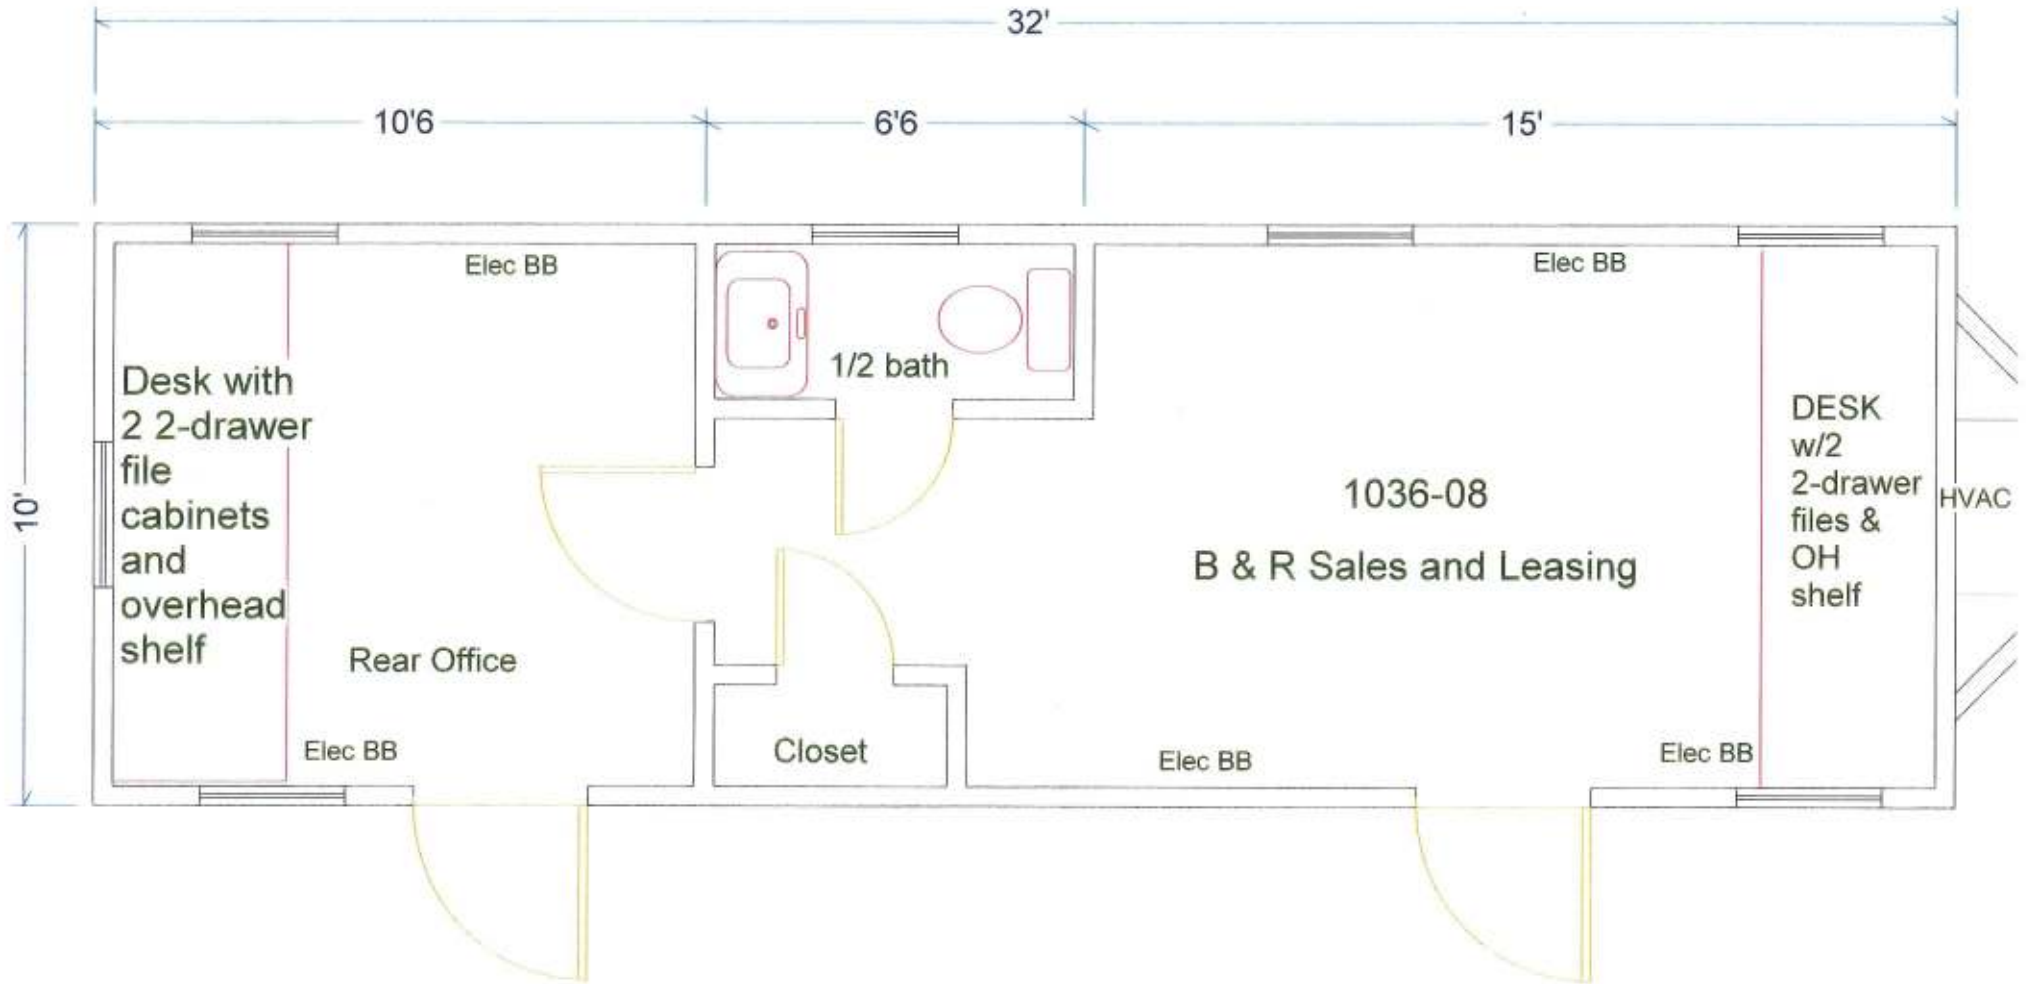 32'
10'6
6'6
15'
10'
Elec BB
Elec BB
1/2 bath
Desk with
2 2-drawer
file
cabinets
and
overhead
shelf
DESK
w/2
2-drawer
files &
OH
shelf
HVAC
1036-08
B & R Sales and Leasing
Rear Office
Elec BB
Closet
Elec BB
Elec BB